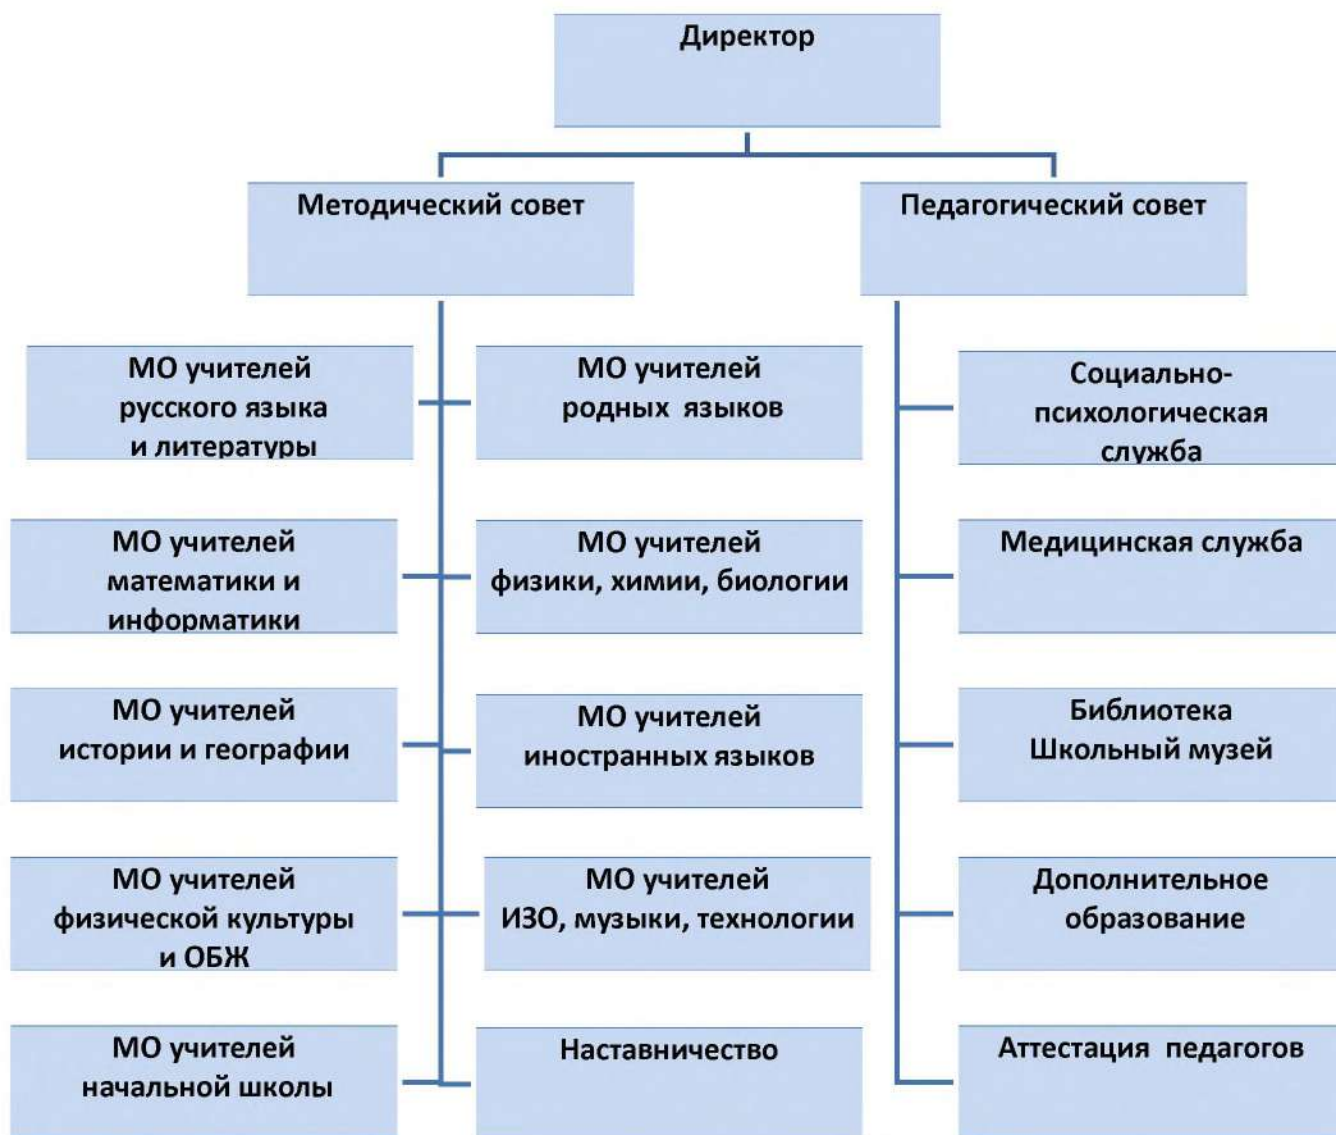 Директор
Методический совет
Педагогический совет
МО учителей
русского языка
и литературы
МО учителей
родных языков
Социально-
психологическая
служба
МО учителей
математики и
информатики
МО учителей
физики, химии, биологии
Медицинская служба
МО учителей
истории и географии
МО учителей
иностранных языков
Библиотека
Школьный музей
МО учителей
физической культуры
и ОБЖ
МО учителей
ИЗО, музыки, технологии
Дополнительное
образование
МО учителей
начальной школы
Наставничество
Аттестация педагогов